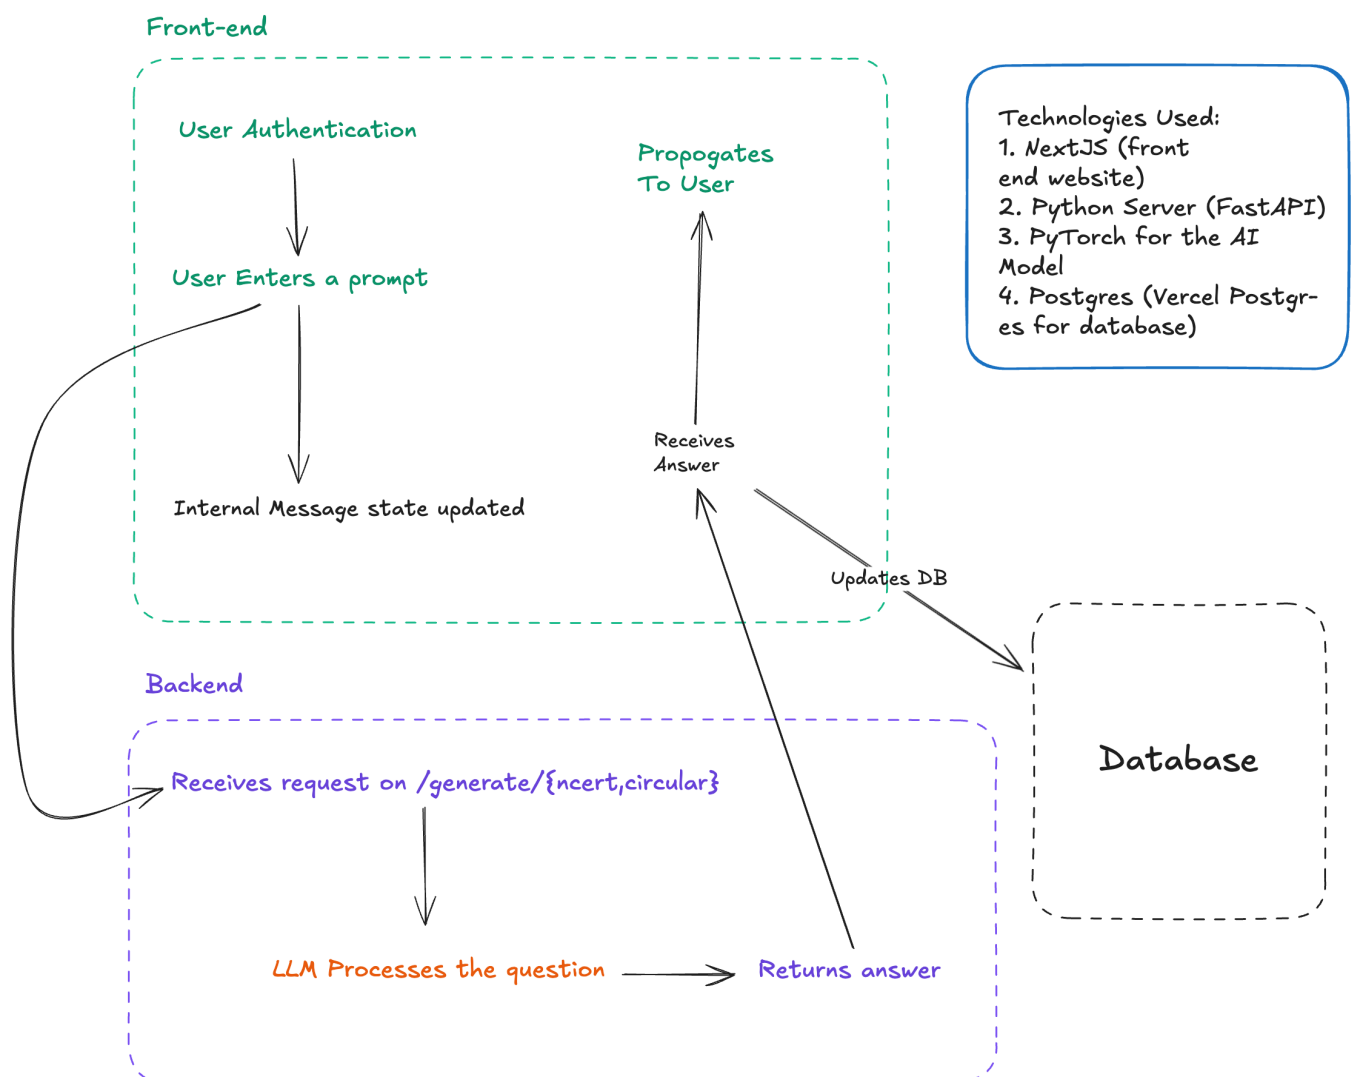 Front-end
User Authentication
User Enters a prompt
Internal Message state updated
Propogates
To User
Receives
Answer
Updates DB
Technologies Used:
1. NextJS (front
end website)
2. Python Server (FastAPI)
3. PyTorch for the AI
Model
4. Postgres (Vercel Postgr-
es for database)
Database
Backend
Receives request on /generate/{ncert,circular}
LLM Processes the question
Returns answer